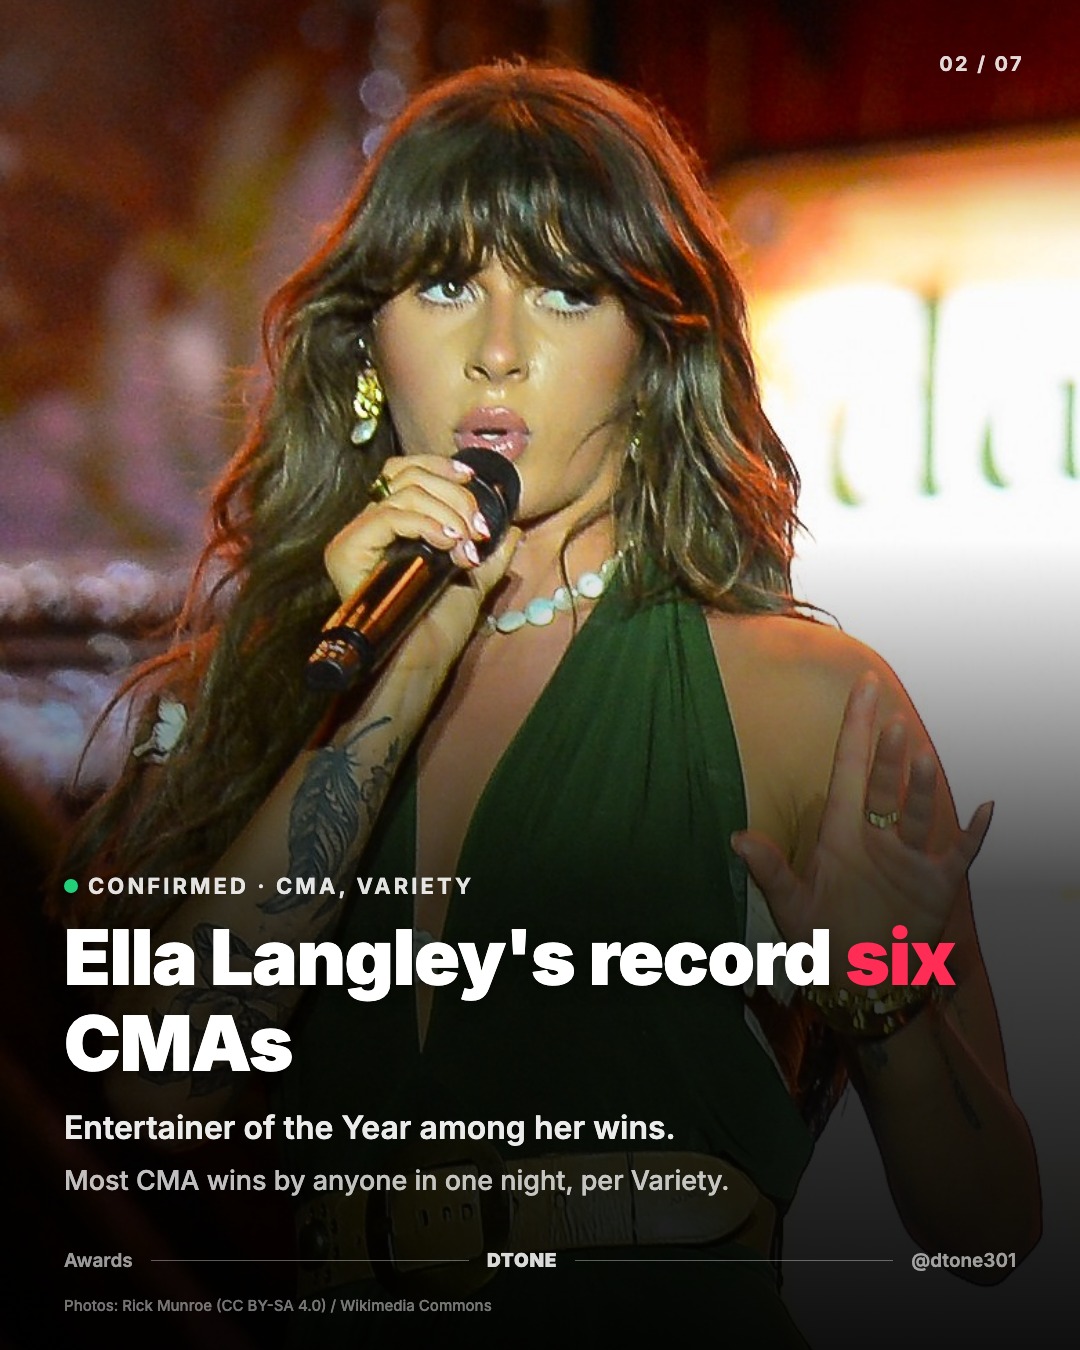 02 / 07
CONFIRMED · CMA, VARIETY
Ella Langley's record six
CMAs
Entertainer of the Year among her wins.
Most CMA wins by anyone in one night, per Variety.
Awards DTONE @dtone301
Photos: Rick Munroe (CC BY-SA 4.0) / Wikimedia Commons